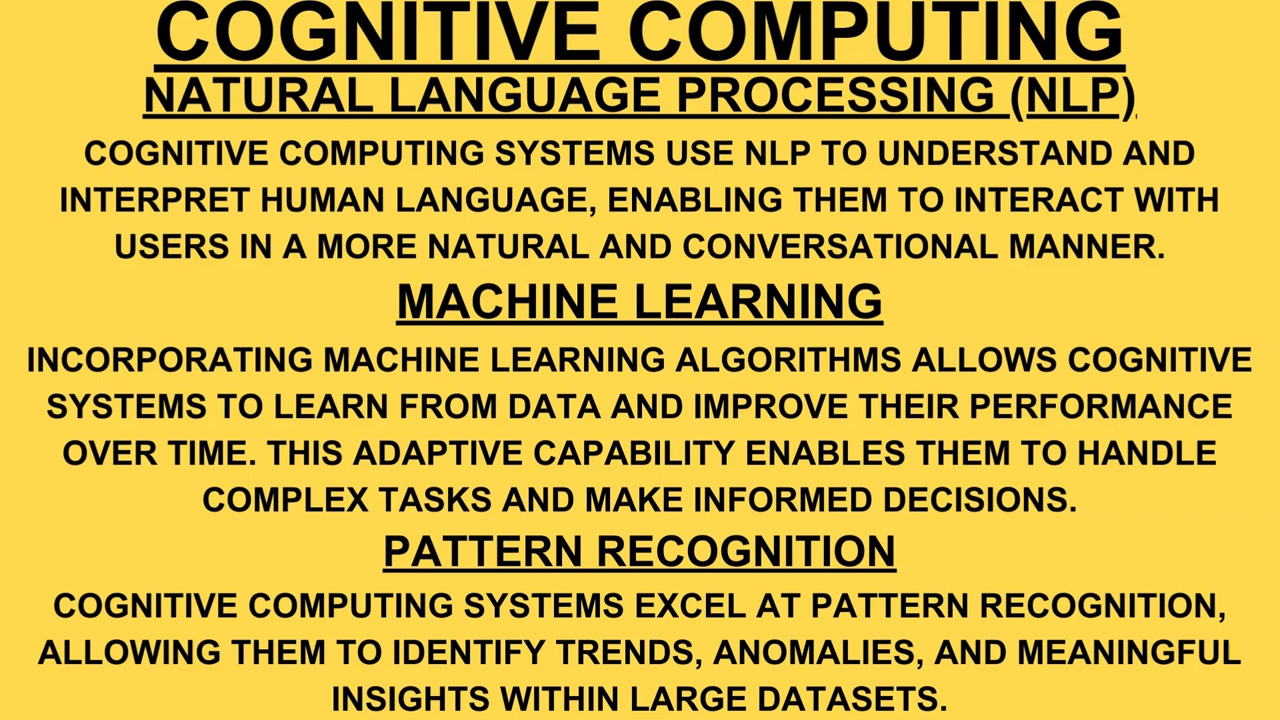 COGNITIVE COMPUTING
NATURAL LANGUAGE PROCESSING (NLP)
COGNITIVE COMPUTING SYSTEMS USE NLP TO UNDERSTAND AND
INTERPRET HUMAN LANGUAGE, ENABLING THEM TO INTERACT WITH
USERS IN A MORE NATURAL AND CONVERSATIONAL MANNER.
MACHINE LEARNING
INCORPORATING MACHINE LEARNING ALGORITHMS ALLOWS COGNITIVE
SYSTEMS TO LEARN FROM DATA AND IMPROVE THEIR PERFORMANCE
OVER TIME. THIS ADAPTIVE CAPABILITY ENABLES THEM TO HANDLE
COMPLEX TASKS AND MAKE INFORMED DECISIONS.
PATTERN RECOGNITION
COGNITIVE COMPUTING SYSTEMS EXCEL AT PATTERN RECOGNITION,
ALLOWING THEM TO IDENTIFY TRENDS, ANOMALIES, AND MEANINGFUL
INSIGHTS WITHIN LARGE DATASETS.